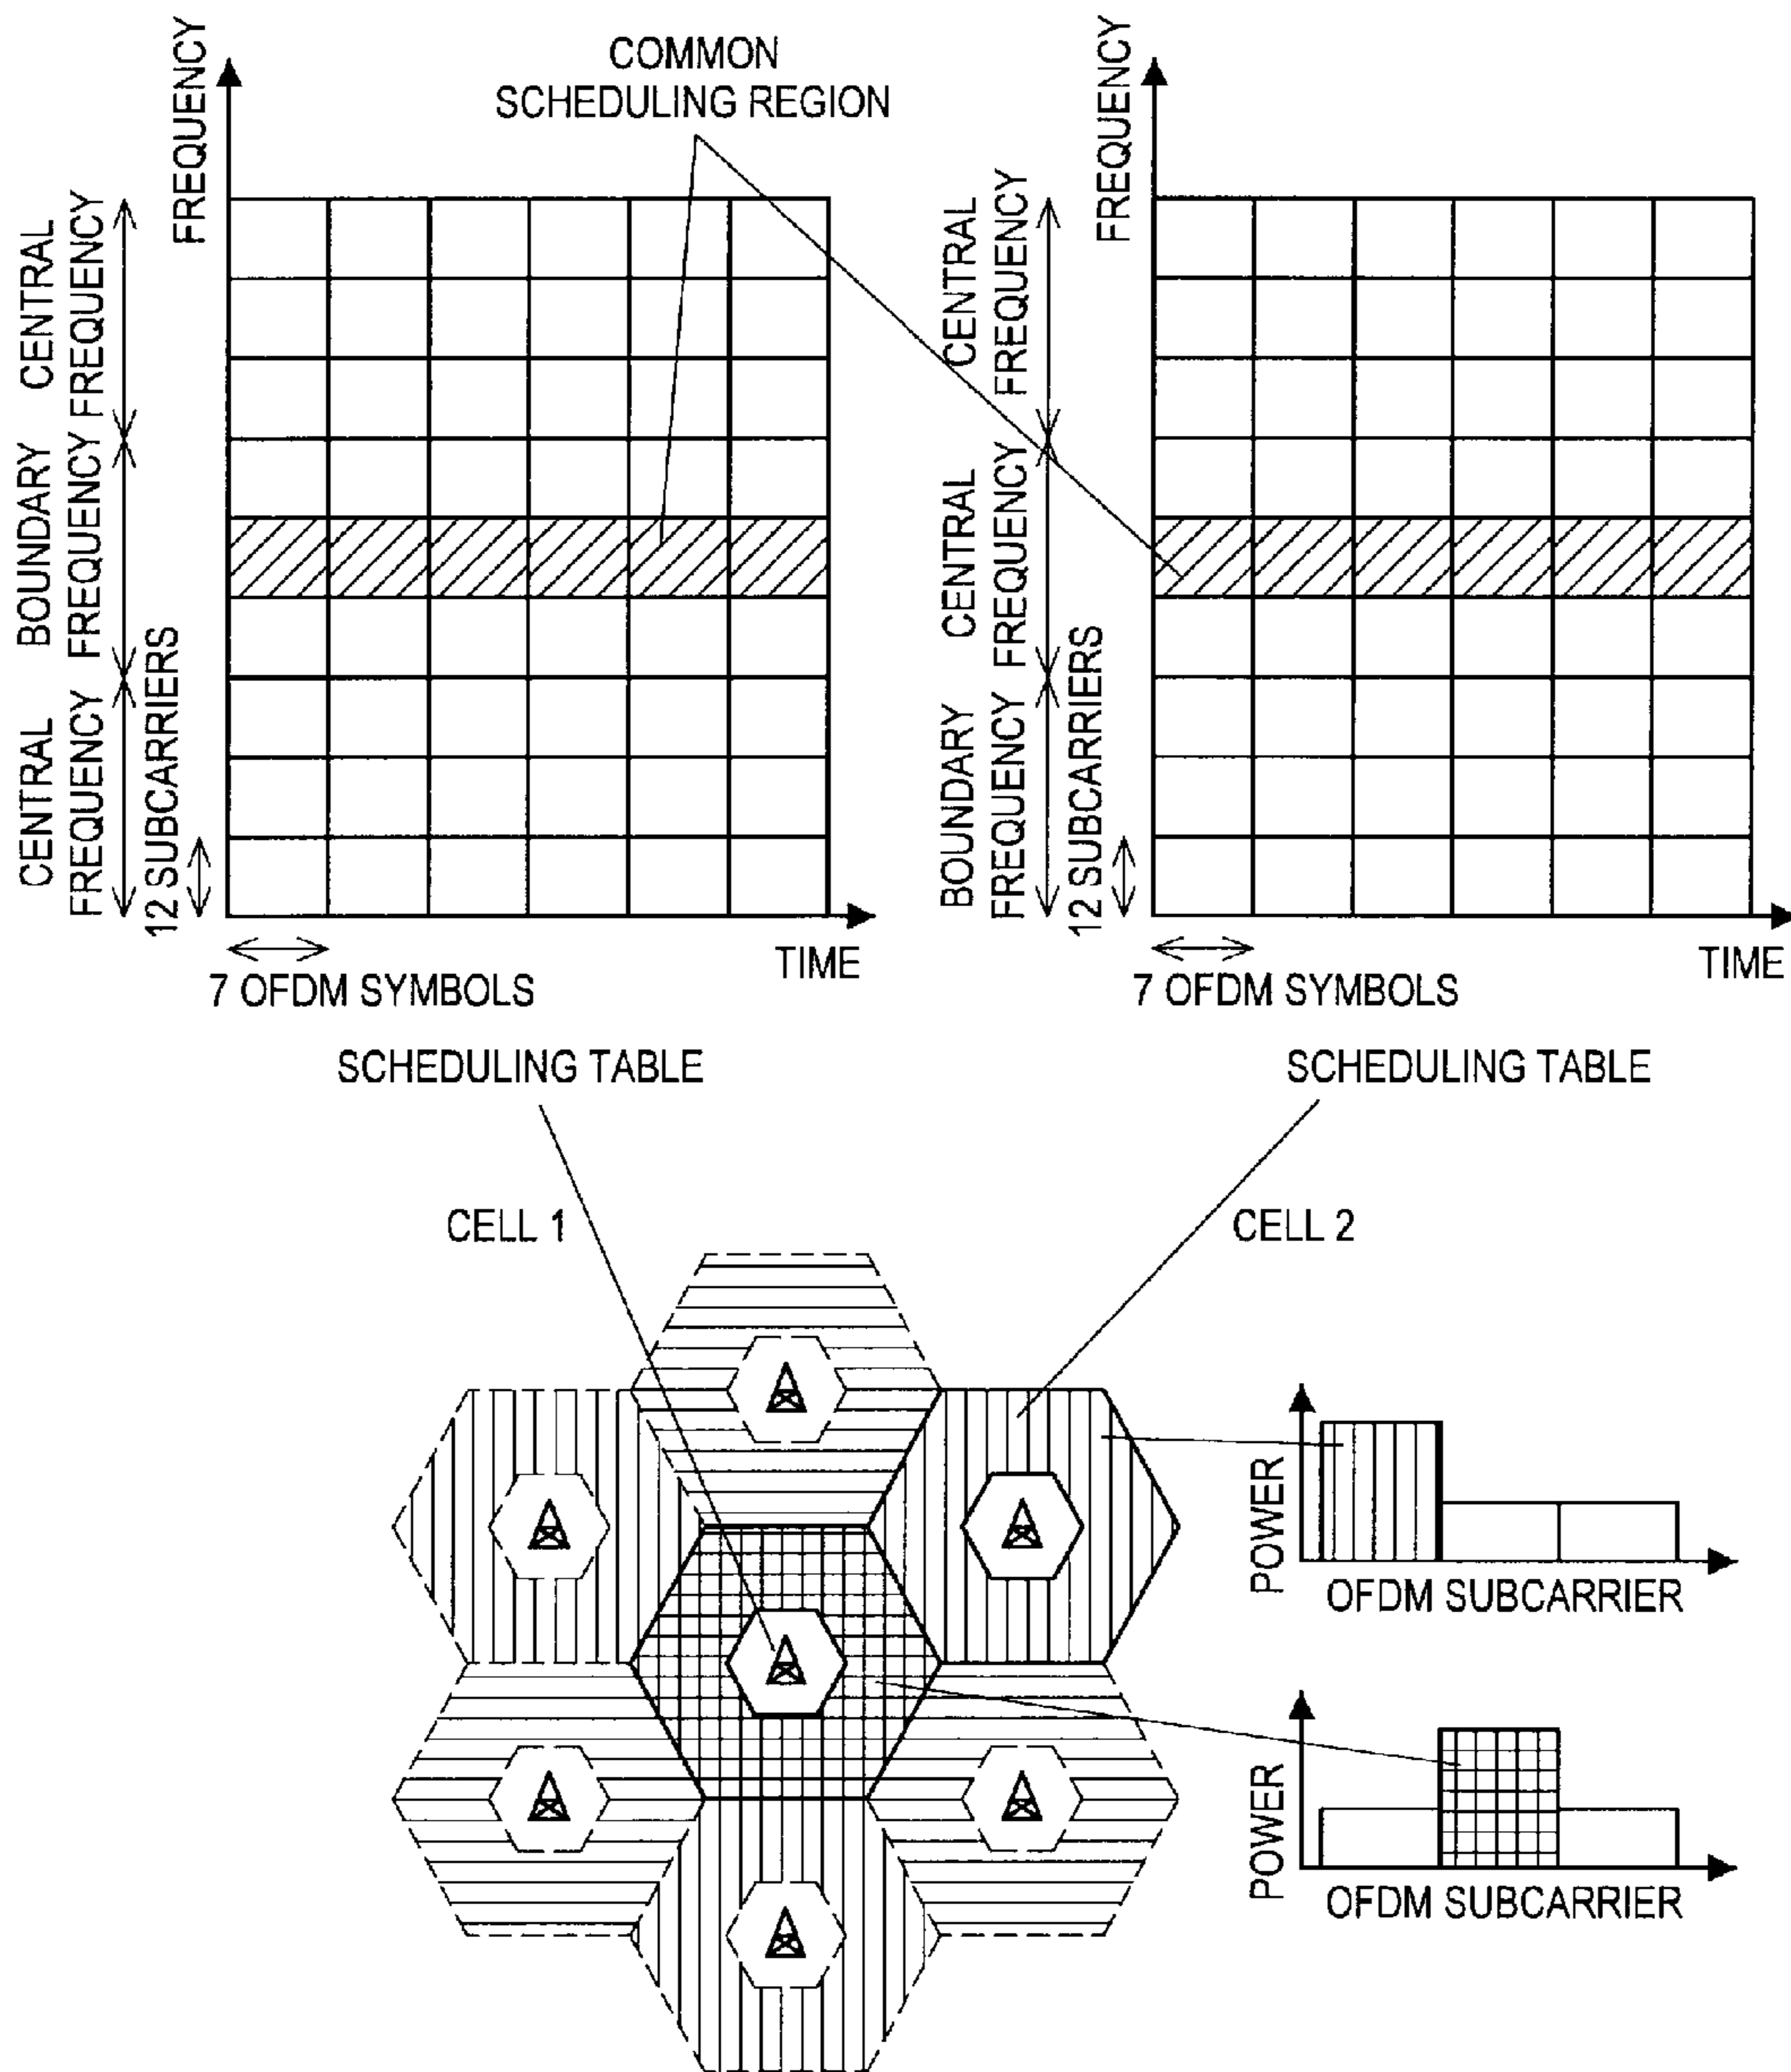 COMMON
SCHEDULING REGION
FREQUENCY
CENTRAL
FREQUENCY
BOUNDARY
FREQUENCY
CENTRAL
FREQUENCY
12 SUBCARRIERS
7 OFDM SYMBOLS
TIME
FREQUENCY
CENTRAL
FREQUENCY
CENTRAL
FREQUENCY
BOUNDARY
FREQUENCY
12 SUBCARRIERS
7 OFDM SYMBOLS
TIME
SCHEDULING TABLE
SCHEDULING TABLE
CELL 1
CELL 2
POWER
OFDM SUBCARRIER
POWER
OFDM SUBCARRIER